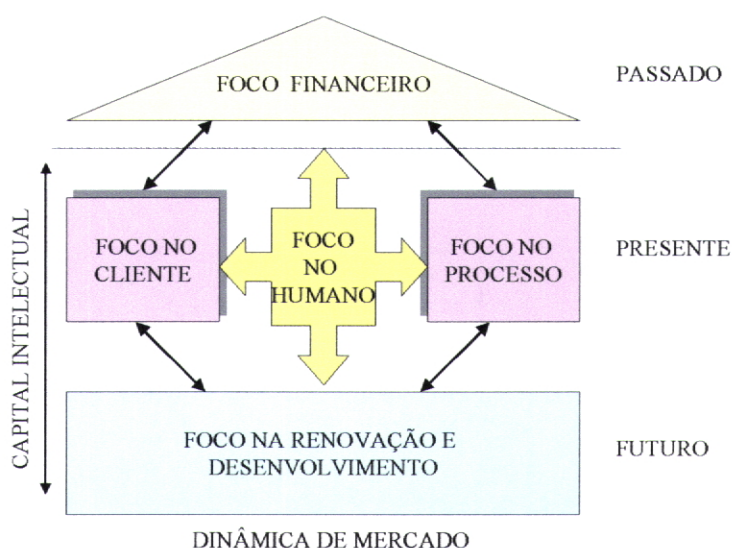 FOCO FINANCEIRO
PASSADO
CAPITAL INTELECTUAL
FOCO NO
CLIENTE
FOCO
NO
HUMANO
FOCO NO
PROCESSO
PRESENTE
FOCO NA RENOVAÇÃO E
DESENVOLVIMENTO
FUTURO
DINÂMICA DE MERCADO